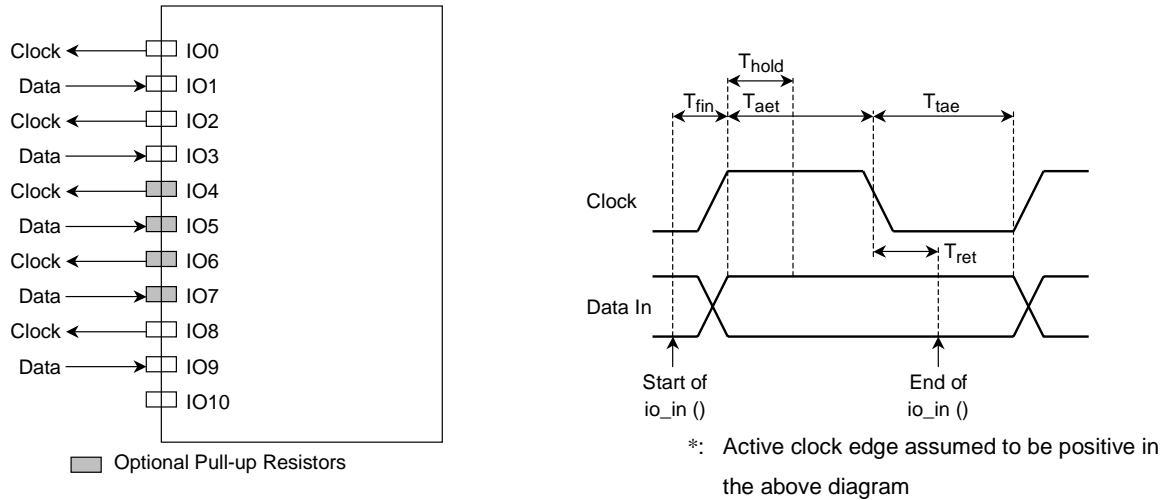 Clock IO0
Data IO1
Clock IO2
Data IO3
Clock IO4
Data IO5
Clock IO6
Data IO7
Clock IO8
Data IO9
IO10
Optional Pull-up Resistors
Thold
Tfin Taet Ttae
Clock
Tret
Data In
Start of
io_in ()
End of
io_in ()
*: Active clock edge assumed to be positive in
the above diagram